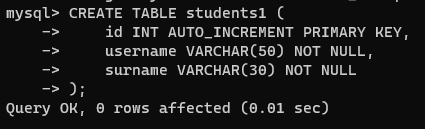 mysql> CREATE TABLE students1 (
    ->     id INT AUTO_INCREMENT PRIMARY KEY,
    ->     username VARCHAR(50) NOT NULL,
    ->     surname VARCHAR(30) NOT NULL
    -> );
Query OK, 0 rows affected (0.01 sec)